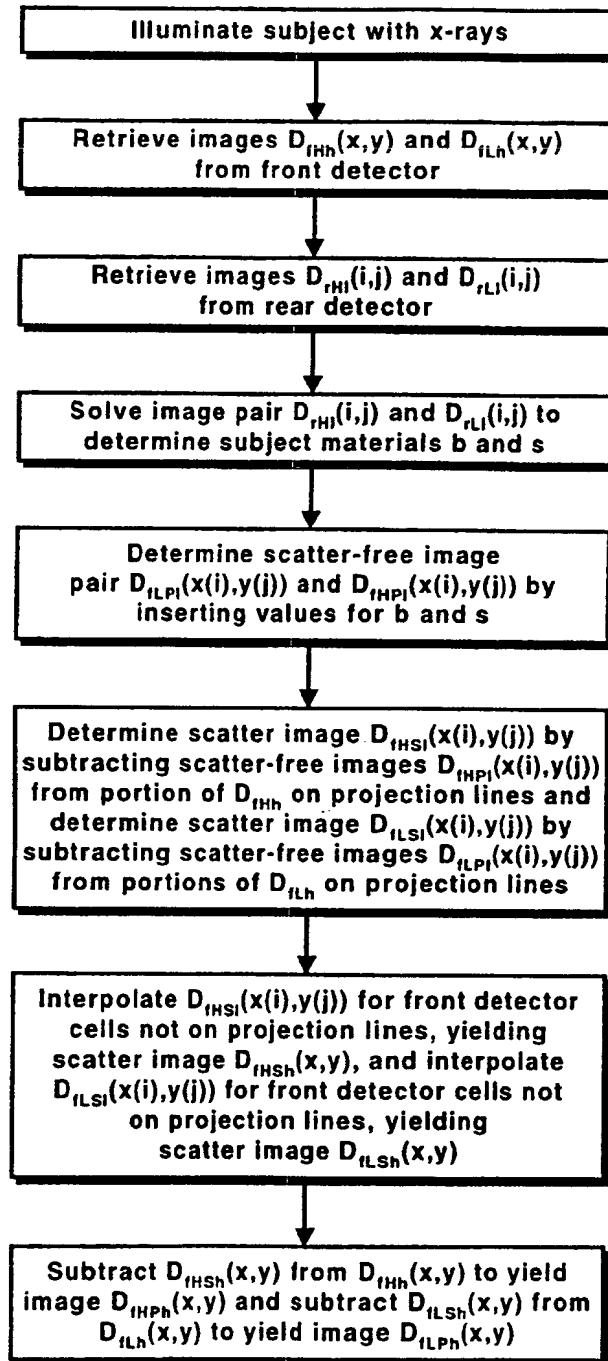 Illuminate subject with x-rays
Retrieve images D_fHh(x,y) and D_fLh(x,y)
from front detector
Retrieve images D_rHl(i,j) and D_rLl(i,j)
from rear detector
Solve image pair D_rHl(i,j) and D_rLl(i,j) to
determine subject materials b and s
Determine scatter-free image
pair D_fLPl(x(i),y(j)) and D_fHPl(x(i),y(j)) by
inserting values for b and s
Determine scatter image D_fHSl(x(i),y(j)) by
subtracting scatter-free images D_fHPl(x(i),y(j))
from portion of D_fHh on projection lines and
determine scatter image D_fLSl(x(i),y(j)) by
subtracting scatter-free images D_fLPl(x(i),y(j))
from portions of D_fLh on projection lines
Interpolate D_fHSl(x(i),y(j)) for front detector
cells not on projection lines, yielding
scatter image D_fHSh(x,y), and interpolate
D_fLSl(x(i),y(j)) for front detector cells not
on projection lines, yielding
scatter image D_fLSh(x,y)
Subtract D_fHSh(x,y) from D_fHh(x,y) to yield
image D_fHPh(x,y) and subtract D_fLSh(x,y) from
D_fLh(x,y) to yield image D_fLPh(x,y)